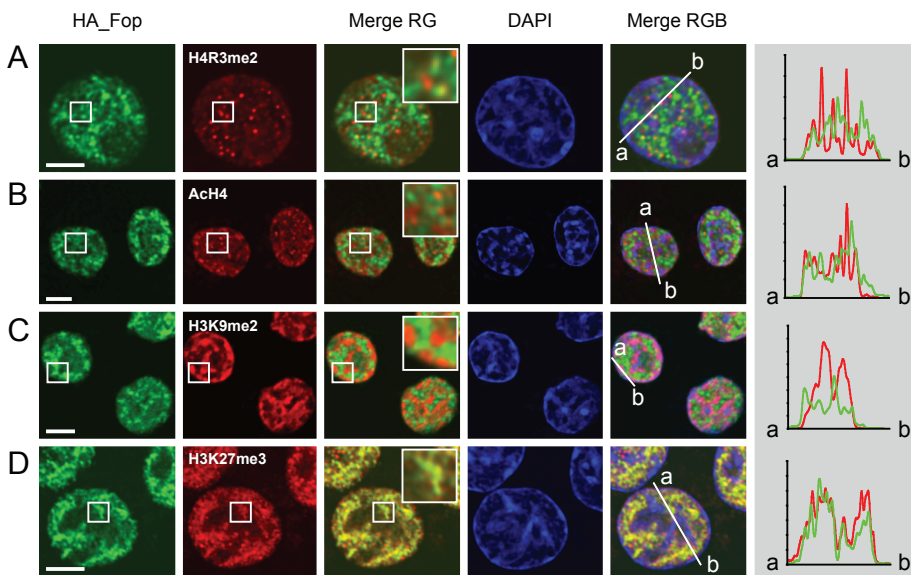 HA_Fop Merge RG DAPI Merge RGB
A H4R3me2 b a a b
B AcH4 a b a b
C H3K9me2 a b a b
D H3K27me3 a b a b